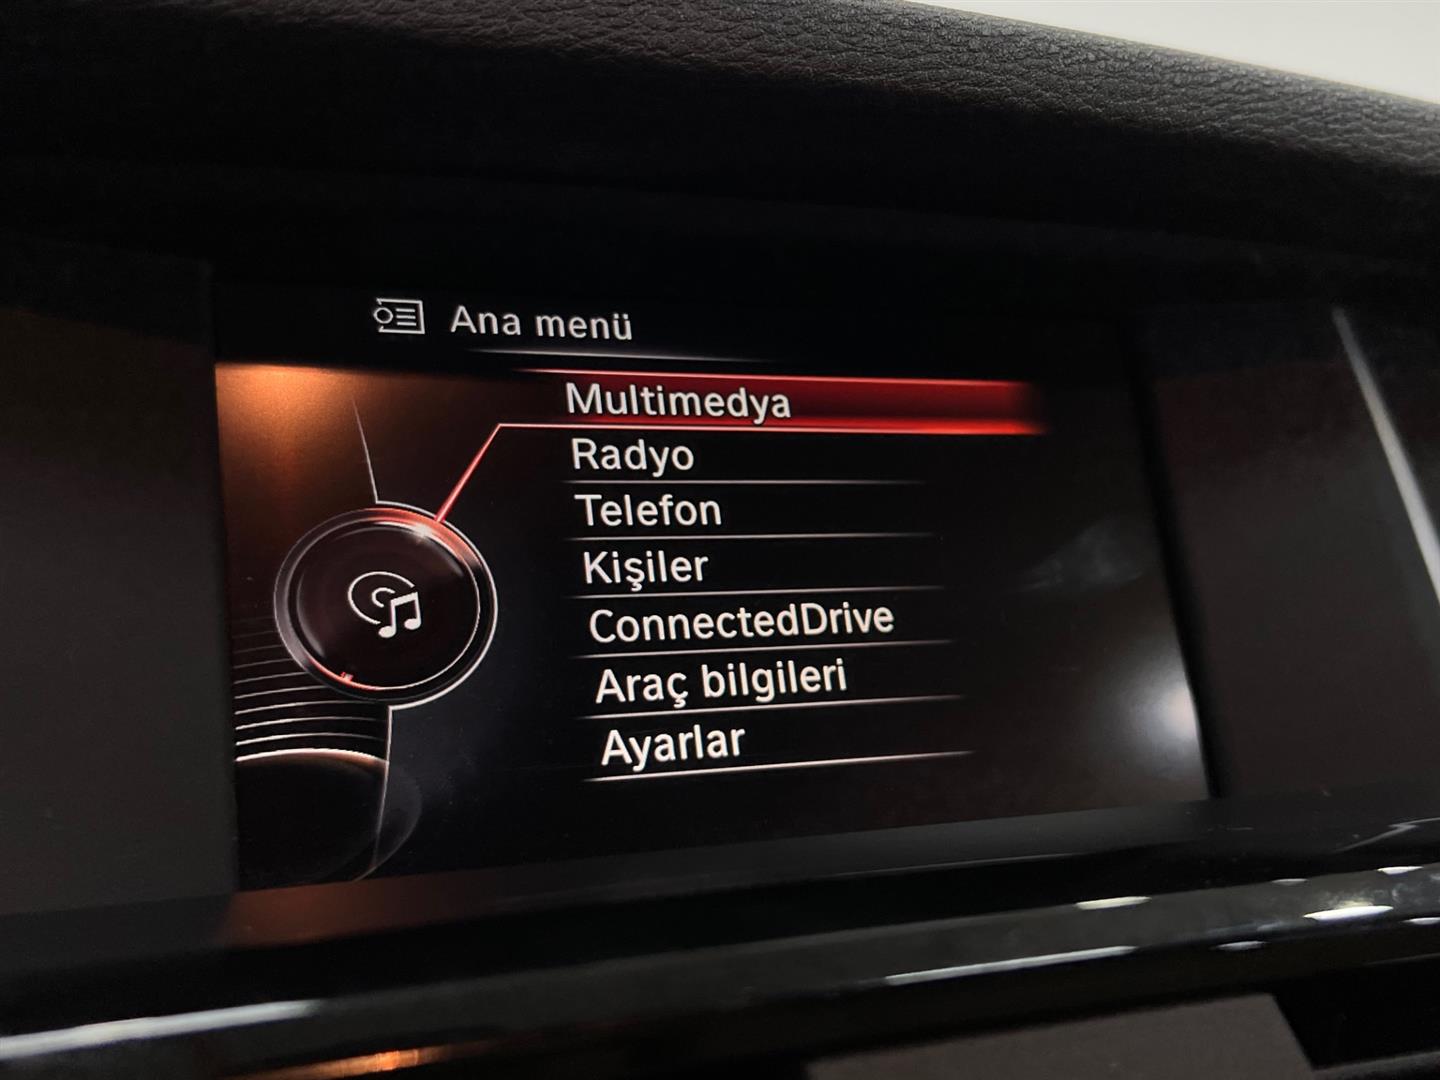 Ana menü
Multimedya
Radyo
Telefon
Kişiler
ConnectedDrive
Araç bilgileri
Ayarlar